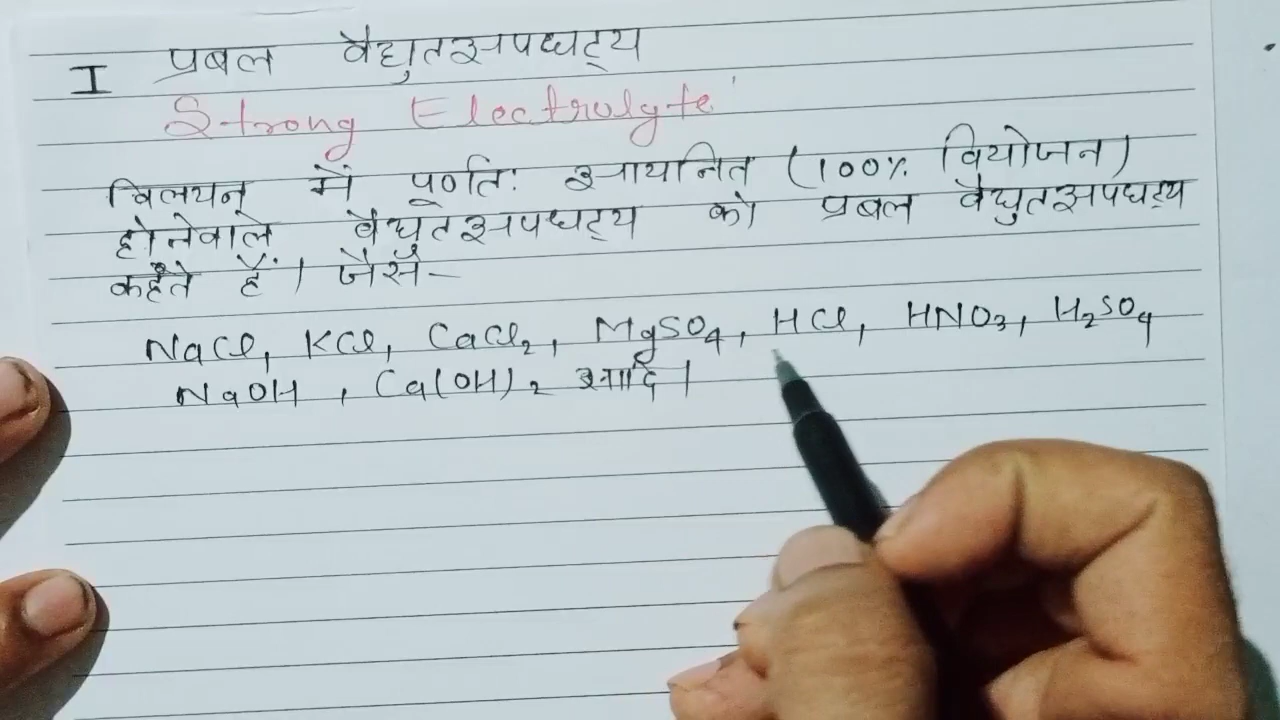 I प्रबल वैद्युतअपघट्य
Strong Electrolyte
विलयन में पूर्णतः आयनित (100% वियोजन)
होनेवाले वैद्युतअपघट्य को प्रबल वैद्युतअपघट्य
कहते हैं। जैसे-
NaCl, KCl, CaCl₂, MgSO₄, HCl, HNO₃, H₂SO₄
NaOH , Ca(OH)₂ आदि।